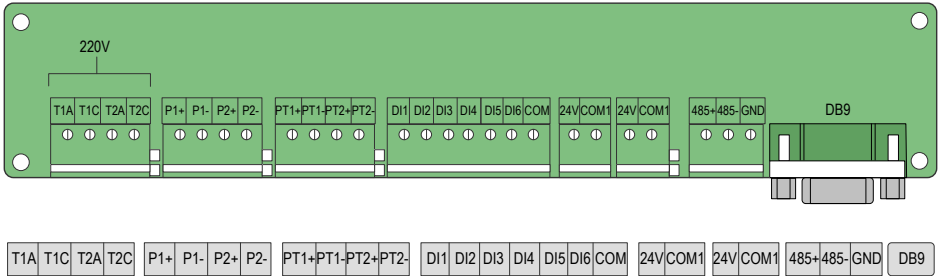 220V
T1A T1C T2A T2C P1+ P1- P2+ P2- PT1+ PT1- PT2+ PT2- DI1 DI2 DI3 DI4 DI5 DI6 COM 24V COM1 24V COM1 485+ 485- GND DB9
T1A T1C T2A T2C P1+ P1- P2+ P2- PT1+ PT1- PT2+ PT2- DI1 DI2 DI3 DI4 DI5 DI6 COM 24V COM1 24V COM1 485+ 485- GND DB9